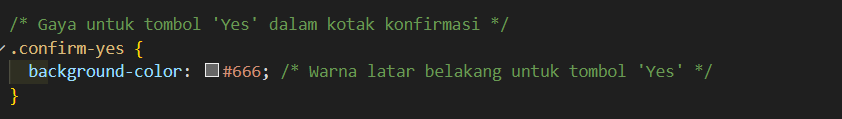 /* Gaya untuk tombol 'Yes' dalam kotak konfirmasi */
.confirm-yes {
  background-color: #666; /* Warna latar belakang untuk tombol 'Yes' */
}